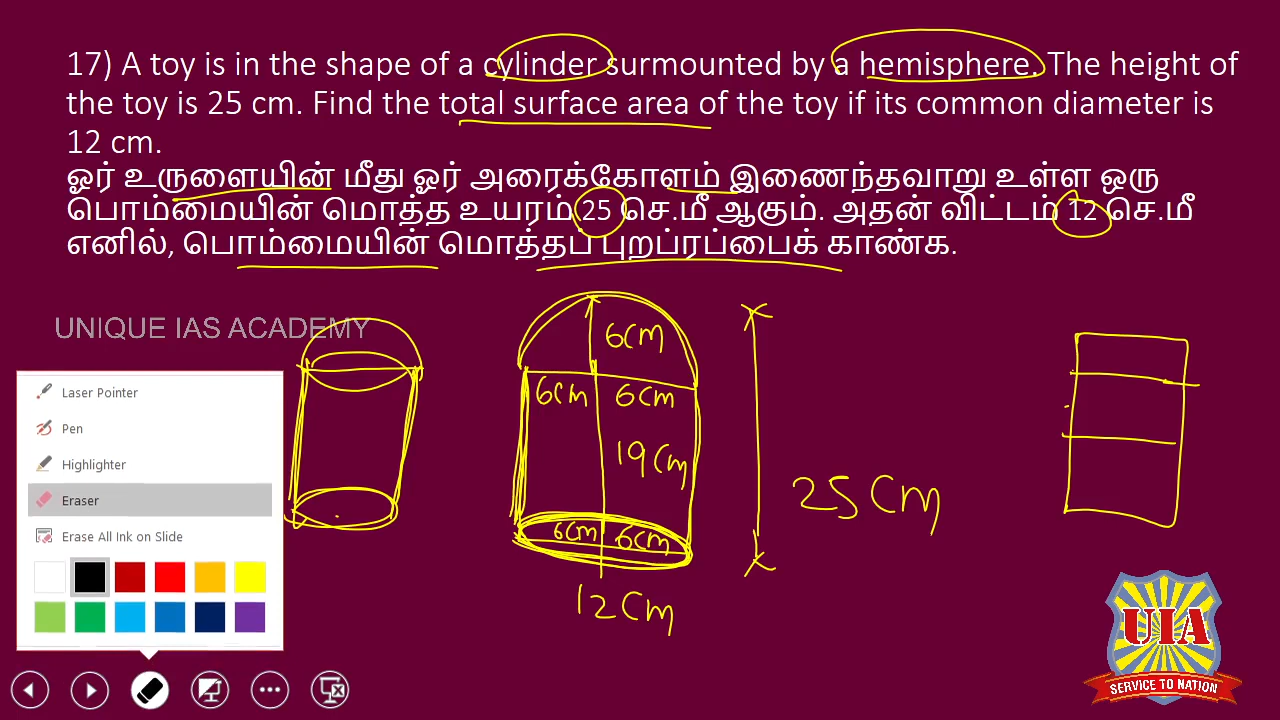 17) A toy is in the shape of a cylinder surmounted by a hemisphere. The height of
the toy is 25 cm. Find the total surface area of the toy if its common diameter is
12 cm.
ஓர் உருளையின் மீது ஓர் அரைக்கோளம் இணைந்தவாறு உள்ள ஒரு
பொம்மையின் மொத்த உயரம் 25 செ.மீ ஆகும். அதன் விட்டம் 12 செ.மீ
எனில், பொம்மையின் மொத்தப் புறப்ரப்பைக் காண்க.
UNIQUE IAS ACADEMY
6cm
6cm 6cm
19cm
25 cm
6cm 6cm
12cm
Laser Pointer
Pen
Highlighter
Eraser
Erase All Ink on Slide
UIA
SERVICE TO NATION